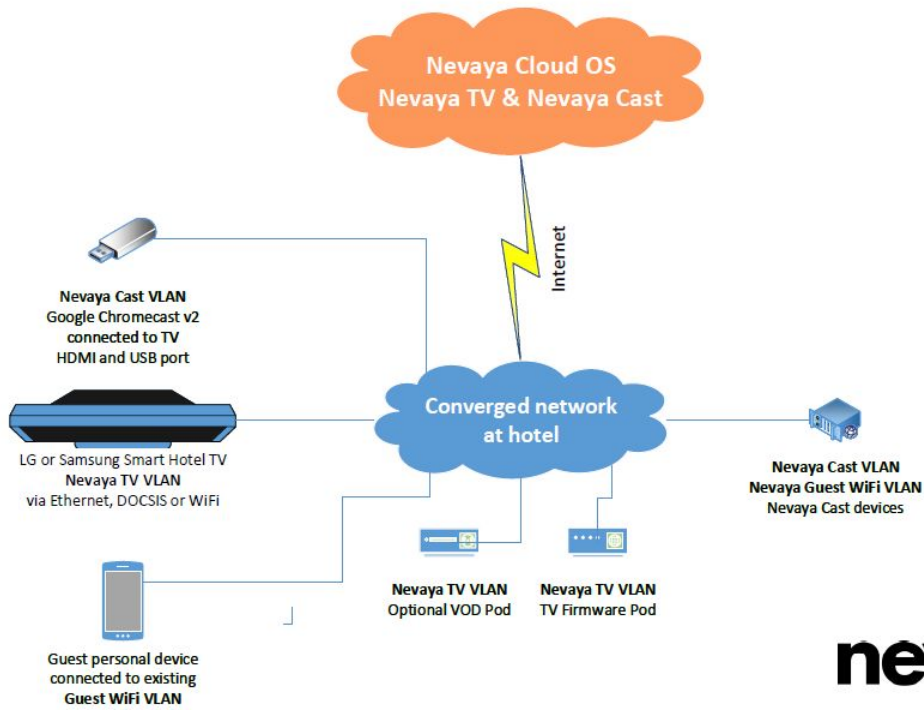 Nevaya Cloud OS
Nevaya TV & Nevaya Cast
Internet
Nevaya Cast VLAN
Google Chromecast v2
connected to TV
HDMI and USB port
Converged network
at hotel
LG or Samsung Smart Hotel TV
Nevaya TV VLAN
via Ethernet, DOCSIS or WiFi
Nevaya Cast VLAN
Nevaya Guest WiFi VLAN
Nevaya Cast devices
Nevaya TV VLAN
Optional VOD Pod
Nevaya TV VLAN
TV Firmware Pod
Guest personal device
connected to existing
Guest WiFi VLAN